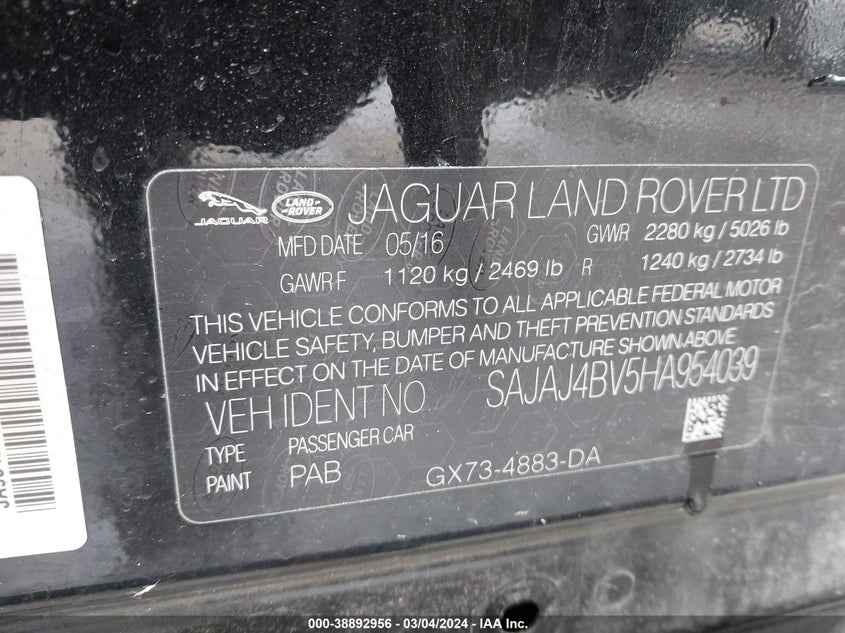 JAGUAR LAND ROVER JAGUAR LAND ROVER LTD
MFD DATE 05/16 GVWR 2280 kg / 5026 lb
GAWR F 1120 kg / 2469 lb R 1240 kg / 2734 lb
THIS VEHICLE CONFORMS TO ALL APPLICABLE FEDERAL MOTOR
VEHICLE SAFETY, BUMPER AND THEFT PREVENTION STANDARDS
IN EFFECT ON THE DATE OF MANUFACTURE SHOWN ABOVE
VEH IDENT NO SAJAJ4BV5HA954039
TYPE PASSENGER CAR
PAINT PAB GX73-4883-DA
000-38892956 - 03/04/2024 - IAA Inc.